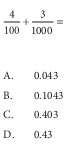 4/100 + 3/1000 =
A. 0.043
B. 0.1043
C. 0.403
D. 0.43